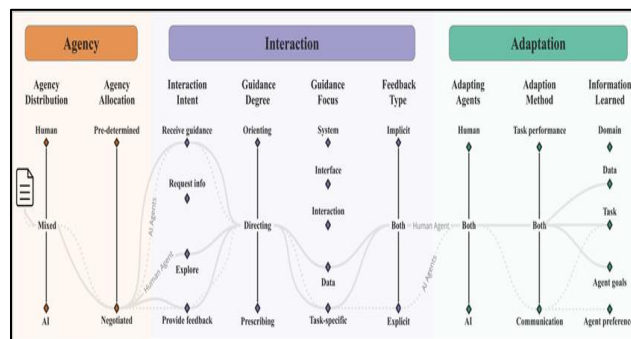 Agency
Interaction
Adaptation
Agency
Distribution
Agency
Allocation
Interaction
Intent
Guidance
Degree
Guidance
Focus
Feedback
Type
Adapting
Agents
Adaption
Method
Information
Learned
Human
Pre-determined
Receive guidance
Orienting
System
Implicit
Human
Task performance
Domain
Request info
Interface
Data
AI Agents
Mixed
Directing
Interaction
Both
Human Agent
Both
Both
Task
Human Agent
Explore
Data
AI Agents
Agent goals
AI
Negotiated
Provide feedback
Prescribing
Task-specific
Explicit
AI
Communication
Agent preference